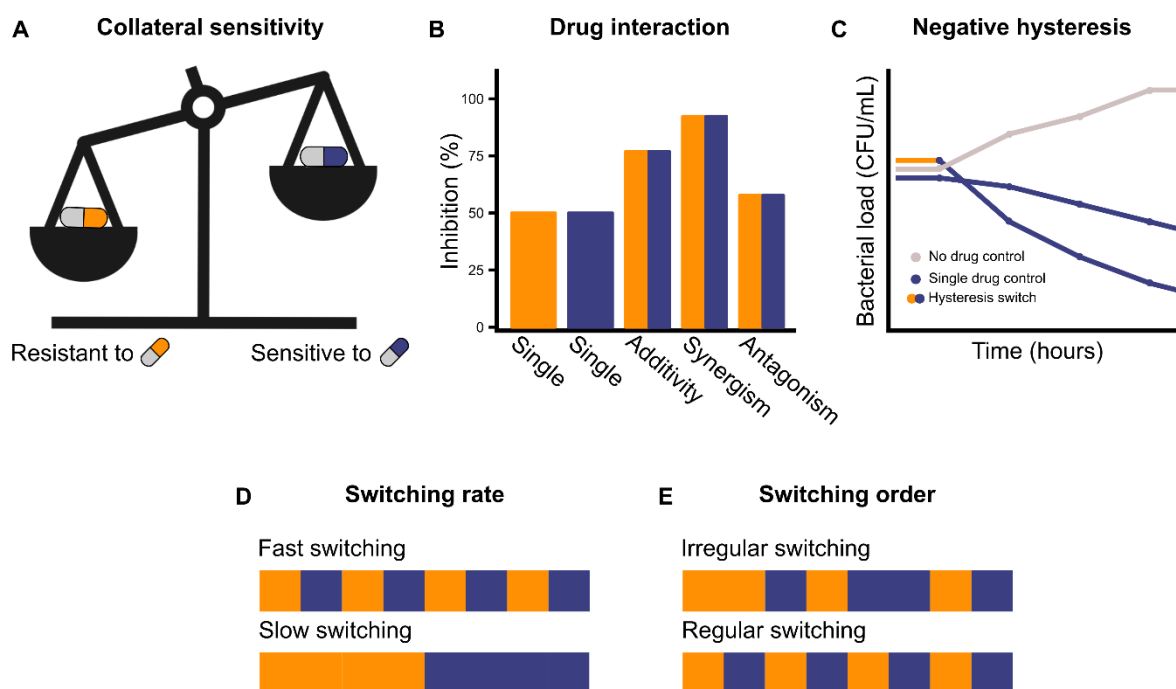 A Collateral sensitivity
Resistant to
Sensitive to
B Drug interaction
Inhibition (%)
100
75
50
25
0
Single
Single
Additivity
Synergism
Antagonism
C Negative hysteresis
Bacterial load (CFU/mL)
No drug control
Single drug control
Hysteresis switch
Time (hours)
D Switching rate
Fast switching
Slow switching
E Switching order
Irregular switching
Regular switching